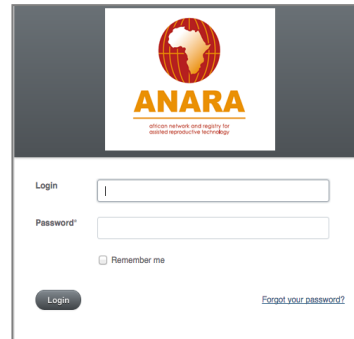 ANARA
african network and registry for
assisted reproductive technology
Login
Password*
Remember me
Login
Forgot your password?